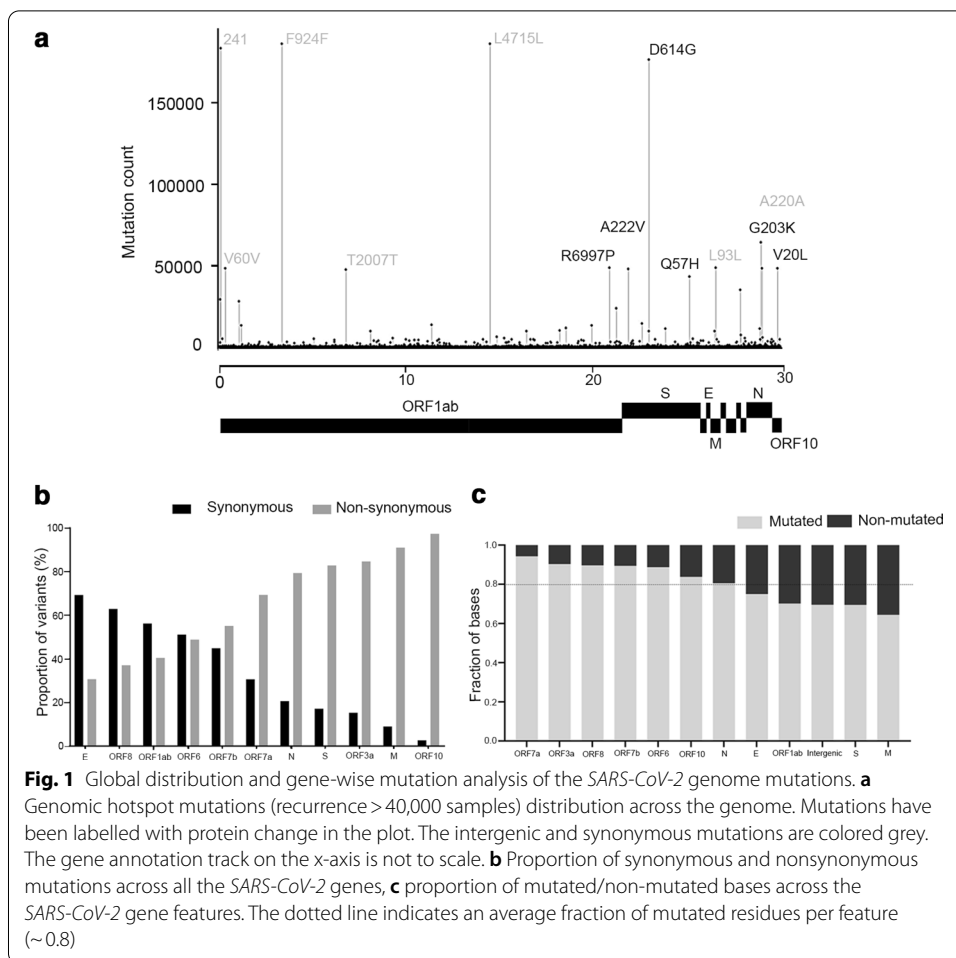 a
241
F924F
L4715L
D614G
150000
Mutation count
100000
A220A
A222V
G203K
V60V
T2007T
R6997P
Q57H
L93L
V20L
50000
0
0
10
20
30
ORF1ab
S
E
N
M
ORF10
b
Synonymous
Non-synonymous
Proportion of variants (%)
100
80
60
40
20
0
E ORF8 ORF1ab ORF6 ORF7b ORF7a N S ORF3a M ORF10
c
Mutated
Non-mutated
Fraction of bases
1.0
0.8
0.6
0.4
0.2
0.0
ORF7a ORF3a ORF8 ORF7b ORF6 ORF10 N E ORF1ab Intergenic S M
Fig. 1 Global distribution and gene-wise mutation analysis of the SARS-CoV-2 genome mutations. a
Genomic hotspot mutations (recurrence > 40,000 samples) distribution across the genome. Mutations have
been labelled with protein change in the plot. The intergenic and synonymous mutations are colored grey.
The gene annotation track on the x-axis is not to scale. b Proportion of synonymous and nonsynonymous
mutations across all the SARS-CoV-2 genes, c proportion of mutated/non-mutated bases across the
SARS-CoV-2 gene features. The dotted line indicates an average fraction of mutated residues per feature
(~ 0.8)